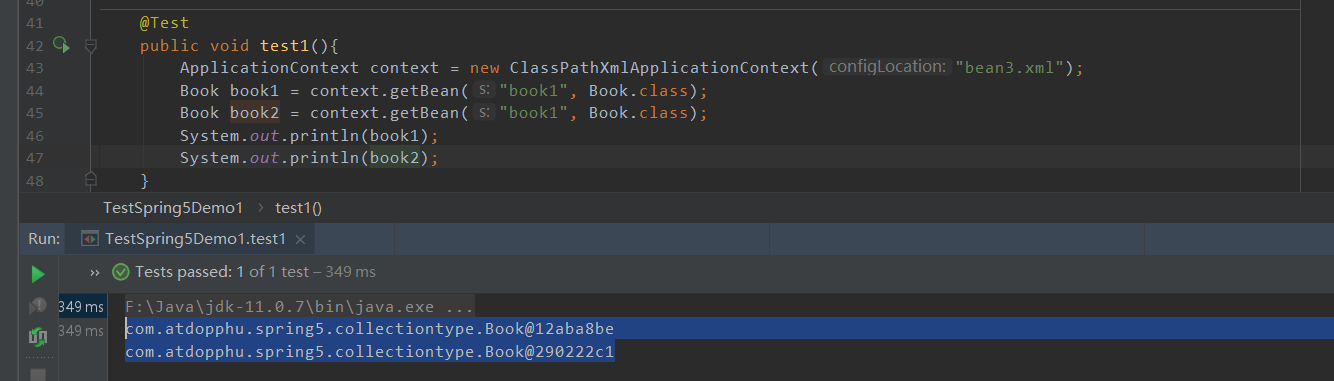 40
41 @Test
42 public void test1(){
43 ApplicationContext context = new ClassPathXmlApplicationContext( configLocation: "bean3.xml");
44 Book book1 = context.getBean( s: "book1", Book.class);
45 Book book2 = context.getBean( s: "book1", Book.class);
46 System.out.println(book1);
47 System.out.println(book2);
48 }
TestSpring5Demo1 › test1()
Run: TestSpring5Demo1.test1 ×
» Tests passed: 1 of 1 test – 349 ms
349 ms F:\Java\jdk-11.0.7\bin\java.exe ...
349 ms com.atdopphu.spring5.collectiontype.Book@12aba8be
com.atdopphu.spring5.collectiontype.Book@290222c1